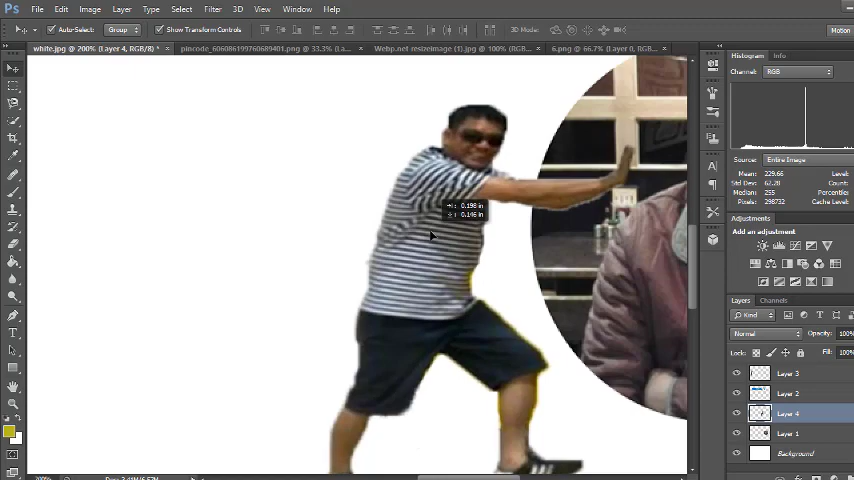 Ps File Edit Image Layer Type Select Filter 3D View Window Help
Auto-Select: Group Show Transform Controls 3D Mode: Motion
white.jpg @ 200% (Layer 4, RGB/8) * × pincode_606086199760689401.png @ 33.3% (La... × Webp.net resizeimage (1).jpg @ 100% (RGB... × 6.png @ 66.7% (Layer 0, RGB/8... ×
Histogram Info
Channel: RGB
Source: Entire Image
Mean: 229.66 Level:
Std Dev: 62.28 Count:
Median: 255 Percentile:
Pixels: 298732 Cache Level:
0.198 in
0.146 in
Adjustments
Add an adjustment
Layers Channels
Kind
Normal Opacity: 100%
Lock: Fill: 100%
Layer 3
Layer 2
Layer 4
Layer 1
Background